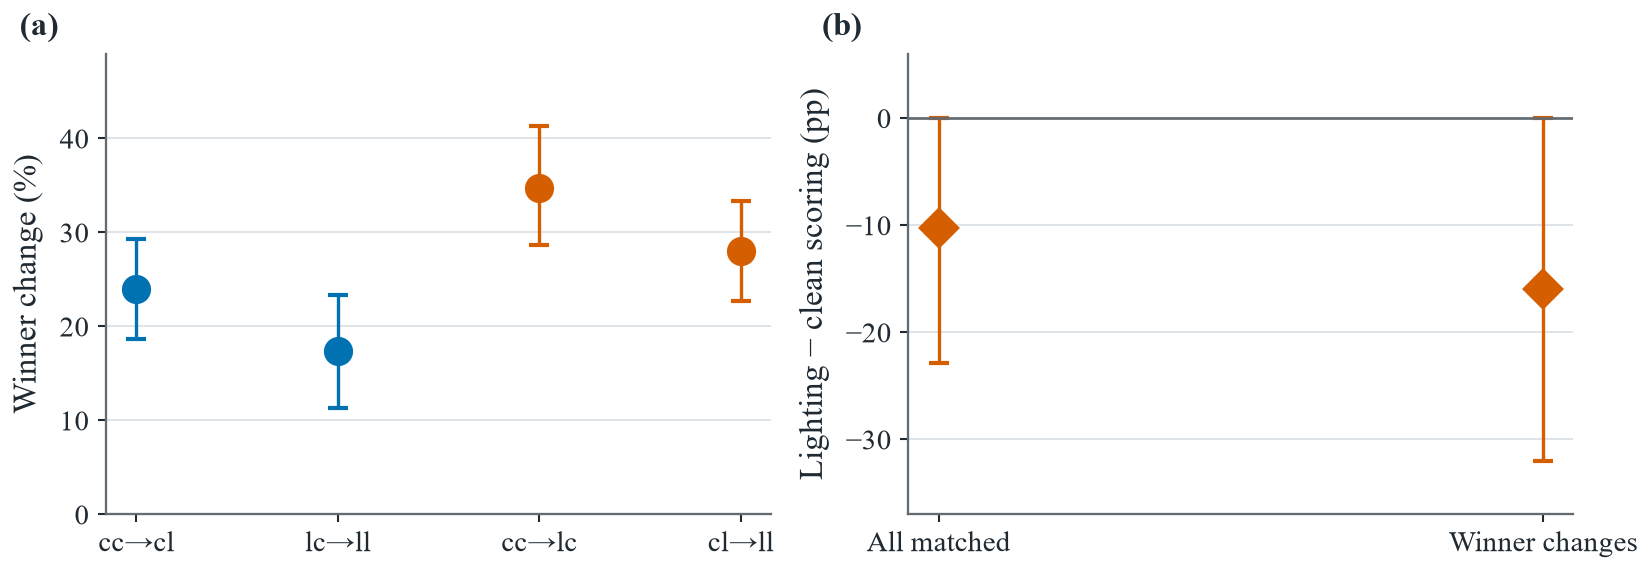 (a)
Winner change (%)
40
30
20
10
0
cc→cl
lc→ll
cc→lc
cl→ll
(b)
Lighting − clean scoring (pp)
0
−10
−20
−30
All matched
Winner changes